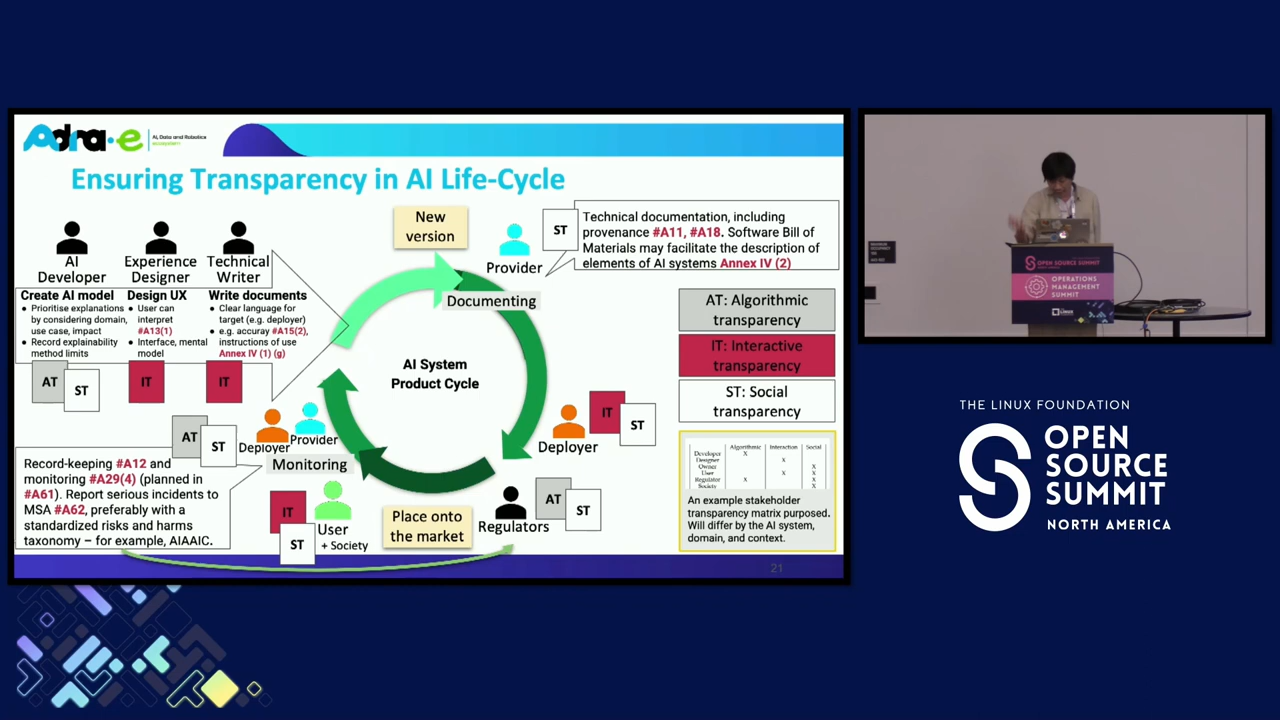 Adra-e
AI, Data and Robotics
ecosystem
Ensuring Transparency in AI Life-Cycle
AI
Developer
Experience
Designer
Technical
Writer
Create AI model
● Prioritise explanations
by considering domain,
use case, impact
● Record explainability
method limits
Design UX
● User can
interpret
#A13(1)
● Interface, mental
model
Write documents
● Clear language for
target (e.g. deployer)
● e.g. accuray #A15(2),
instructions of use
Annex IV (1) (g)
AT
ST
IT
IT
New
version
Provider
ST
Technical documentation, including
provenance #A11, #A18. Software Bill of
Materials may facilitate the description of
elements of AI systems Annex IV (2)
Documenting
AI System
Product Cycle
AT: Algorithmic
transparency
IT: Interactive
transparency
ST: Social
transparency
Deployer
IT
ST
AT
ST
Deployer
Provider
Monitoring
Record-keeping #A12 and
monitoring #A29(4) (planned in
#A61). Report serious incidents to
MSA #A62, preferably with a
standardized risks and harms
taxonomy – for example, AIAAIC.
IT
ST
User
+ Society
Place onto
the market
Regulators
AT
ST
Algorithmic Interaction Social
Developer X
Designer X
Owner X
User X X
Regulator X X
Society X
An example stakeholder
transparency matrix purposed.
Will differ by the AI system,
domain, and context.
21
OPEN SOURCE SUMMIT
OPERATIONS
MANAGEMENT
SUMMIT
THE LINUX FOUNDATION
OPEN
SOURCE
SUMMIT
NORTH AMERICA